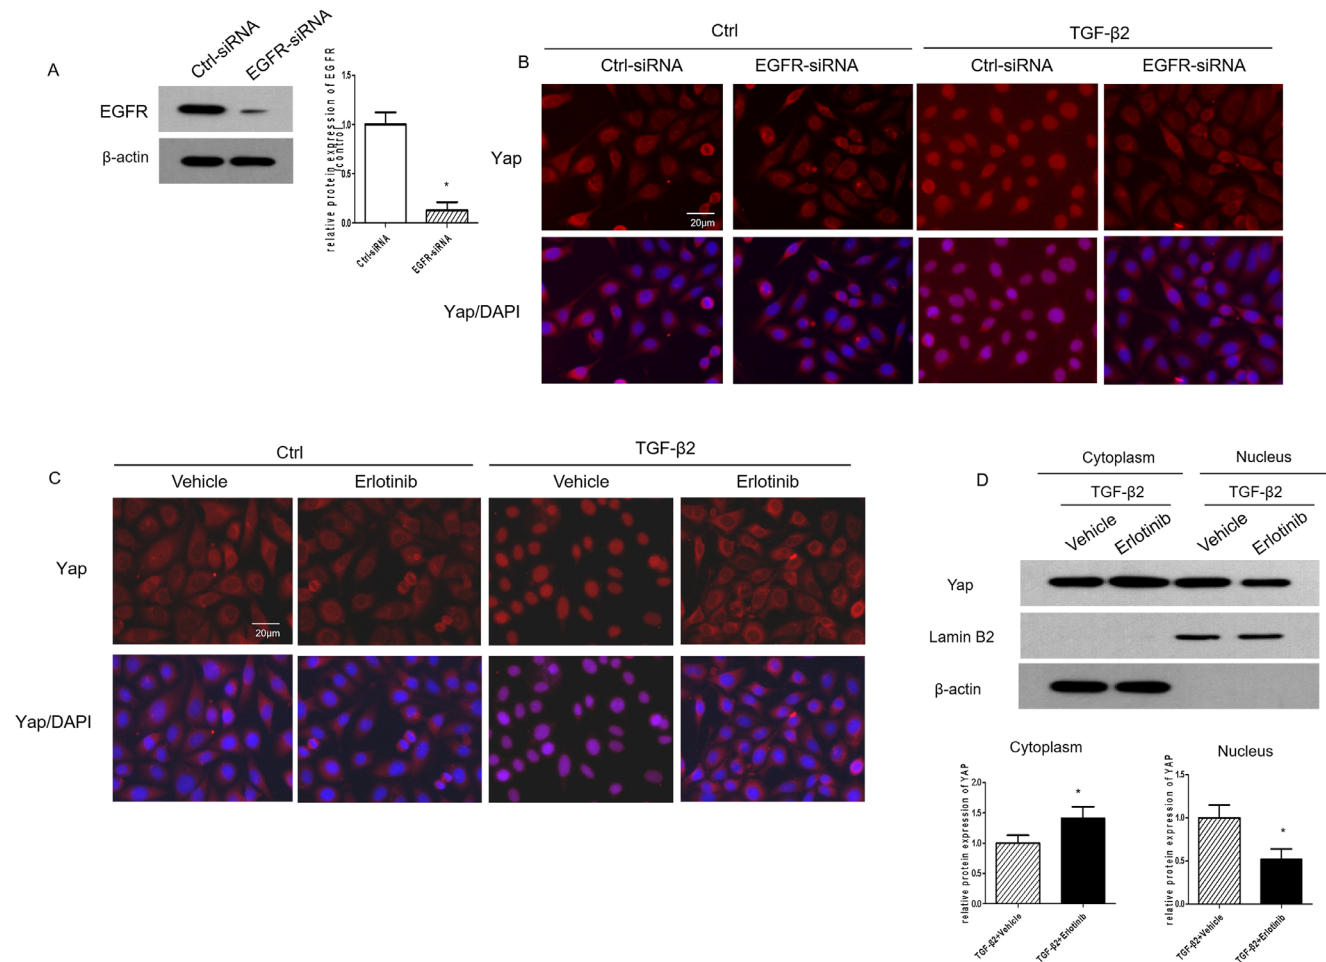 A
Ctrl-siRNA
EGFR-siRNA
EGFR
β-actin
relative protein expression of EGFR
/control
1.5
1.0
0.5
0.0
Ctrl-siRNA
EGFR-siRNA
*
B
Ctrl
TGF-β2
Ctrl-siRNA
EGFR-siRNA
Ctrl-siRNA
EGFR-siRNA
Yap
20μm
Yap/DAPI
C
Ctrl
TGF-β2
Vehicle
Erlotinib
Vehicle
Erlotinib
Yap
20μm
Yap/DAPI
D
Cytoplasm
Nucleus
TGF-β2
TGF-β2
Vehicle
Erlotinib
Vehicle
Erlotinib
Yap
Lamin B2
β-actin
Cytoplasm
relative protein expression of YAP
2.0
1.5
1.0
0.5
0.0
*
TGF-β2+Vehicle
TGF-β2+Erlotinib
Nucleus
relative protein expression of YAP
1.5
1.0
0.5
0.0
*
TGF-β2+Vehicle
TGF-β2+Erlotinib